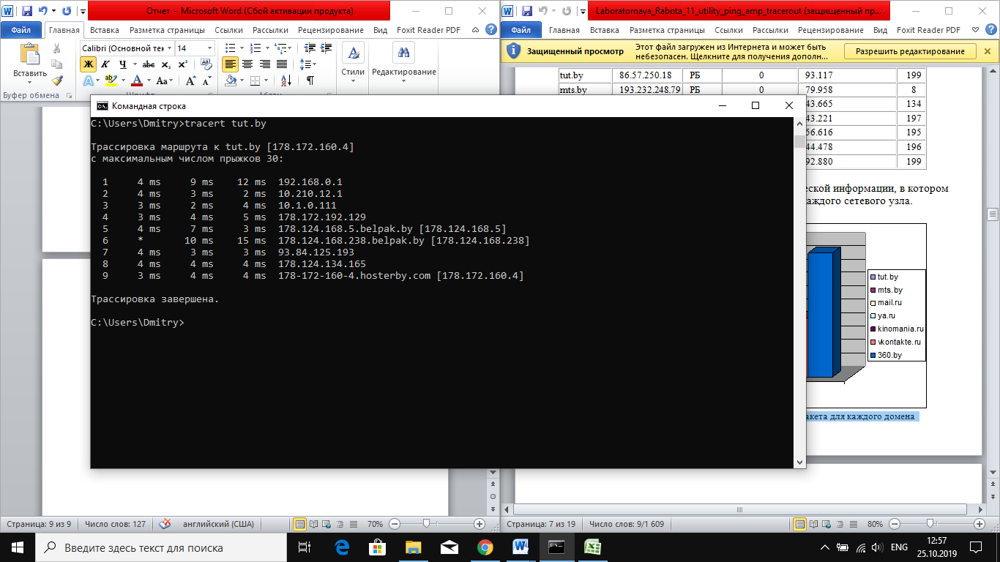 Отчет - Microsoft Word (Сбой активации продукта)
Файл Главная Вставка Разметка страницы Ссылки Рассылки Рецензирование Вид Foxit Reader PDF
Calibri (Основной тек 14
Вставить
Ж К Ч abc x₂ x²
Стили
Редактирование
Буфер обмена
Laboratornaya_Rabota_11_utility_ping_arnp_tracerout (защищенный пр...
Файл Главная Вставка Разметка страницы Ссылки Рассылки Рецензирование Вид Foxit Reader PDF
Защищенный просмотр
Этот файл загружен из Интернета и может быть
небезопасен. Щелкните для получения дополн...
Разрешить редактирование
tut.by 86.57.250.18 РБ 0 93.117 199
mts.by 193.232.248.79 РБ 0 79.958 8
43.665 134
43.221 197
56.616 195
44.478 196
92.880 199
еской информации, в котором
аждого сетевого узла.
tut.by
mts.by
mail.ru
ya.ru
kinomania.ru
vkontakte.ru
360.by
акета для каждого домена
Командная строка
C:\Users\Dmitry>tracert tut.by
Трассировка маршрута к tut.by [178.172.160.4]
с максимальным числом прыжков 30:
1 4 ms 9 ms 12 ms 192.168.0.1
2 4 ms 3 ms 2 ms 10.210.12.1
3 3 ms 2 ms 4 ms 10.1.0.111
4 3 ms 4 ms 5 ms 178.172.192.129
5 4 ms 7 ms 3 ms 178.124.168.5.belpak.by [178.124.168.5]
6 * 10 ms 15 ms 178.124.168.238.belpak.by [178.124.168.238]
7 4 ms 3 ms 3 ms 93.84.125.193
8 4 ms 4 ms 4 ms 178.124.134.165
9 3 ms 4 ms 4 ms 178-172-160-4.hosterby.com [178.172.160.4]
Трассировка завершена.
C:\Users\Dmitry>
Страница: 9 из 9 Число слов: 127 английский (США) 70%
Страница: 7 из 19 Число слов: 9/1 609 80%
Введите здесь текст для поиска
ENG
12:57
25.10.2019